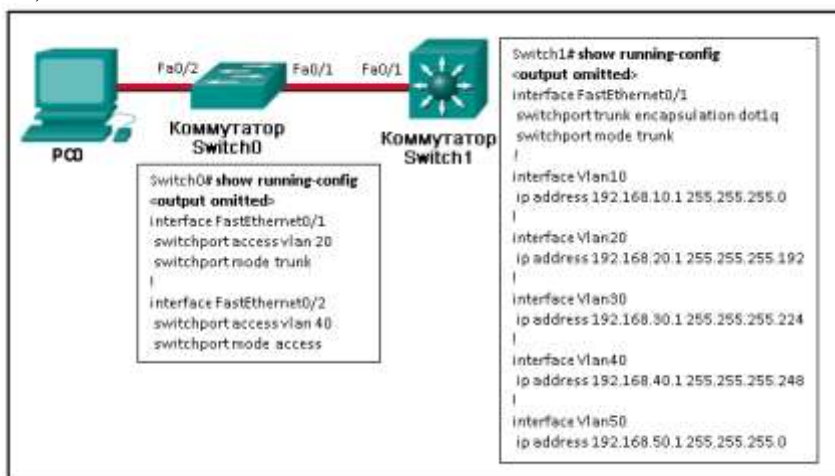 Fa0/2
Fa0/1
Fa0/1
PC0
Коммутатор
Switch0
Коммутатор
Switch1
Switch0# show running-config
<output omitted>
interface FastEthernet0/1
switchport access vlan 20
switchport mode trunk
!
interface FastEthernet0/2
switchport access vlan 40
switchport mode access
Switch1# show running-config
<output omitted>
interface FastEthernet0/1
switchport trunk encapsulation dot1q
switchport mode trunk
!
interface Vlan10
ip address 192.168.10.1 255.255.255.0
!
interface Vlan20
ip address 192.168.20.1 255.255.255.192
!
interface Vlan30
ip address 192.168.30.1 255.255.255.224
!
interface Vlan40
ip address 192.168.40.1 255.255.255.248
!
interface Vlan50
ip address 192.168.50.1 255.255.255.0